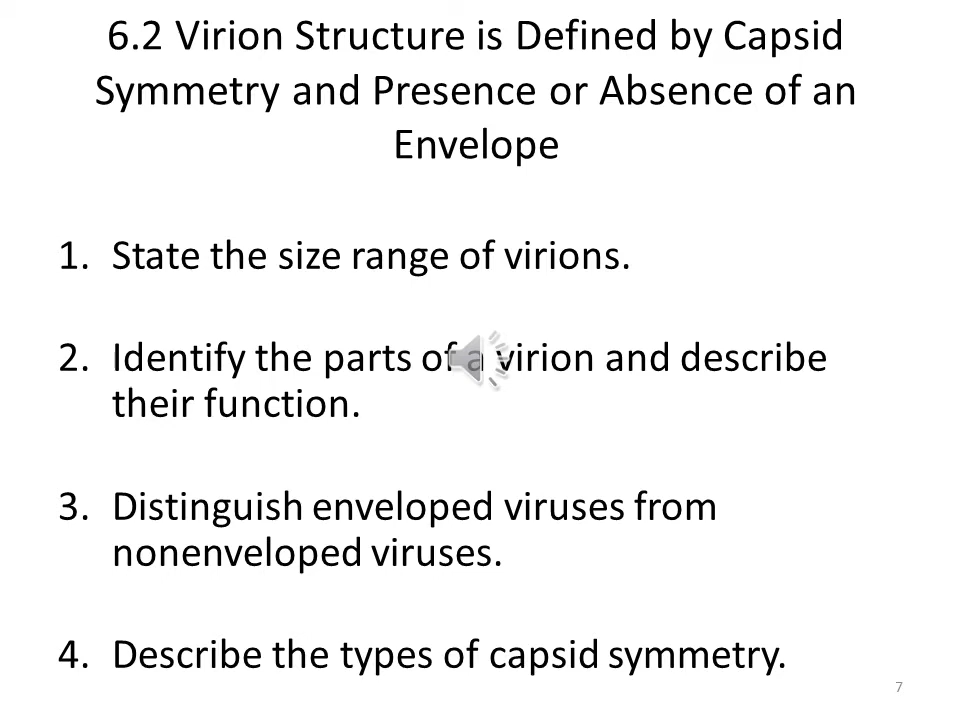 6.2 Virion Structure is Defined by Capsid
Symmetry and Presence or Absence of an
Envelope
1. State the size range of virions.
2. Identify the parts of a virion and describe
their function.
3. Distinguish enveloped viruses from
nonenveloped viruses.
4. Describe the types of capsid symmetry.
7